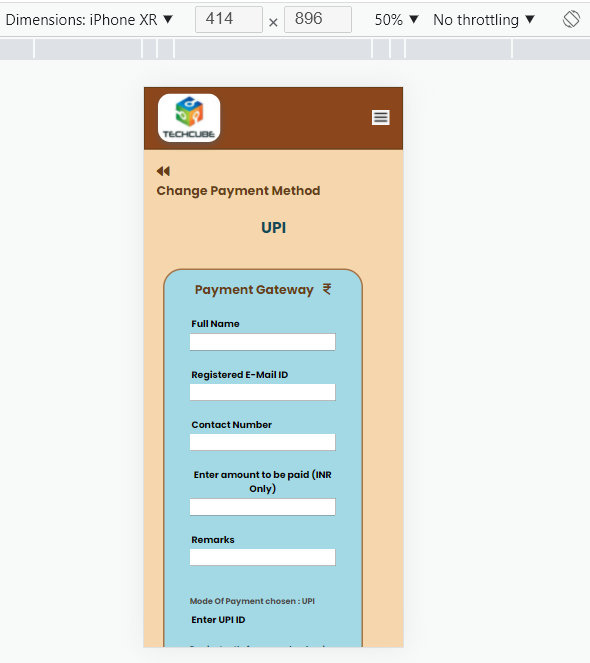 Dimensions: iPhone XR ▼ 414 × 896 50% ▼ No throttling ▼
TECHCUBE
Change Payment Method
UPI
Payment Gateway ₹
Full Name
Registered E-Mail ID
Contact Number
Enter amount to be paid (INR
Only)
Remarks
Mode Of Payment chosen : UPI
Enter UPI ID